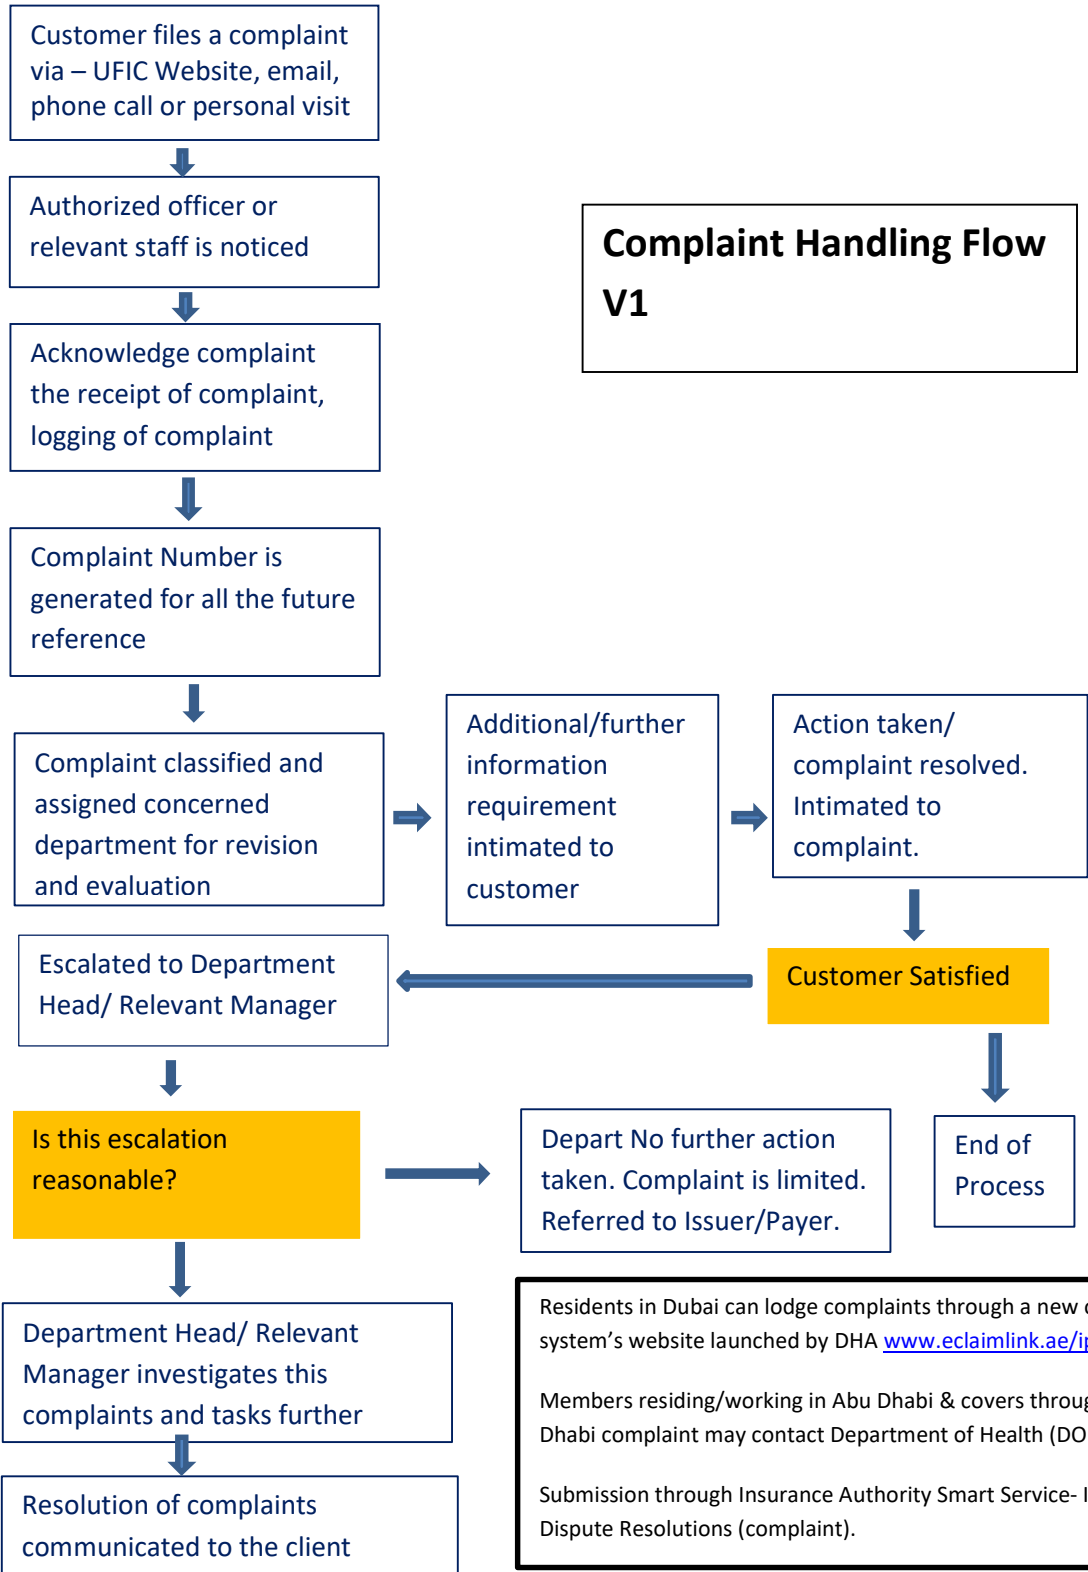 Customer files a complaint
via – UFIC Website, email,
phone call or personal visit
Authorized officer or
relevant staff is noticed
Complaint Handling Flow
V1
Acknowledge complaint
the receipt of complaint,
logging of complaint
Complaint Number is
generated for all the future
reference
Complaint classified and
assigned concerned
department for revision
and evaluation
Additional/further
information
requirement
intimated to
customer
Action taken/
complaint resolved.
Intimated to
complaint.
Escalated to Department
Head/ Relevant Manager
Customer Satisfied
Is this escalation
reasonable?
Depart No further action
taken. Complaint is limited.
Referred to Issuer/Payer.
End of
Process
Department Head/ Relevant
Manager investigates this
complaints and tasks further
Resolution of complaints
communicated to the client
Residents in Dubai can lodge complaints through a new
system’s website launched by DHA www.eclaimlink.ae/ip
Members residing/working in Abu Dhabi & covers throug
Dhabi complaint may contact Department of Health (DO
Submission through Insurance Authority Smart Service- I
Dispute Resolutions (complaint).